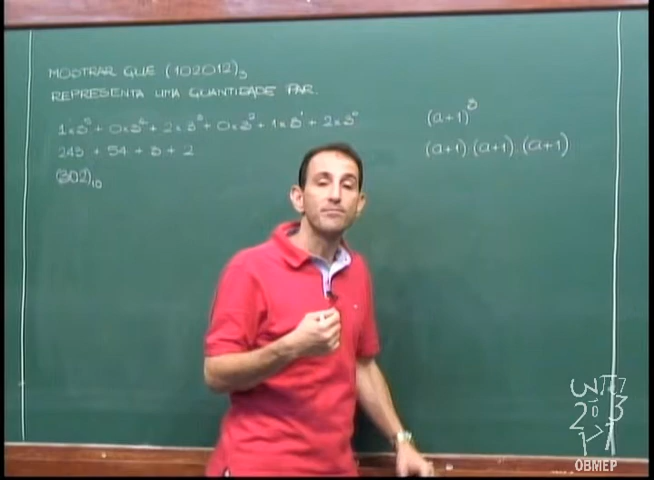 MOSTRAR QUE (102012)₃
REPRESENTA UMA QUANTIDADE PAR.
1×3⁵ + 0×3⁴ + 2×3³ + 0×3² + 1×3¹ + 2×3⁰
243 + 54 + 3 + 2
(302)₁₀
(a+1)³
(a+1).(a+1).(a+1)
OBMEP